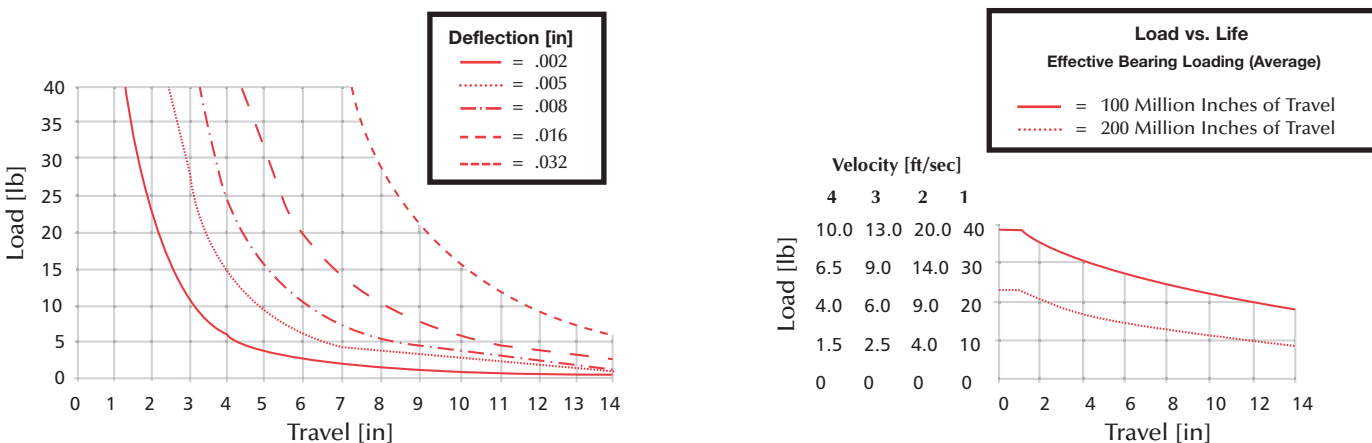 Deflection [in]
= .002
= .005
= .008
= .016
= .032
Load [lb]
40
35
30
25
20
15
10
5
0
0 1 2 3 4 5 6 7 8 9 10 11 12 13 14
Travel [in]
Load vs. Life
Effective Bearing Loading (Average)
= 100 Million Inches of Travel
= 200 Million Inches of Travel
Velocity [ft/sec]
4 3 2 1
Load [lb]
10.0 13.0 20.0 40
6.5 9.0 14.0 30
4.0 6.0 9.0 20
1.5 2.5 4.0 10
0 0 0 0
0 2 4 6 8 10 12 14
Travel [in]